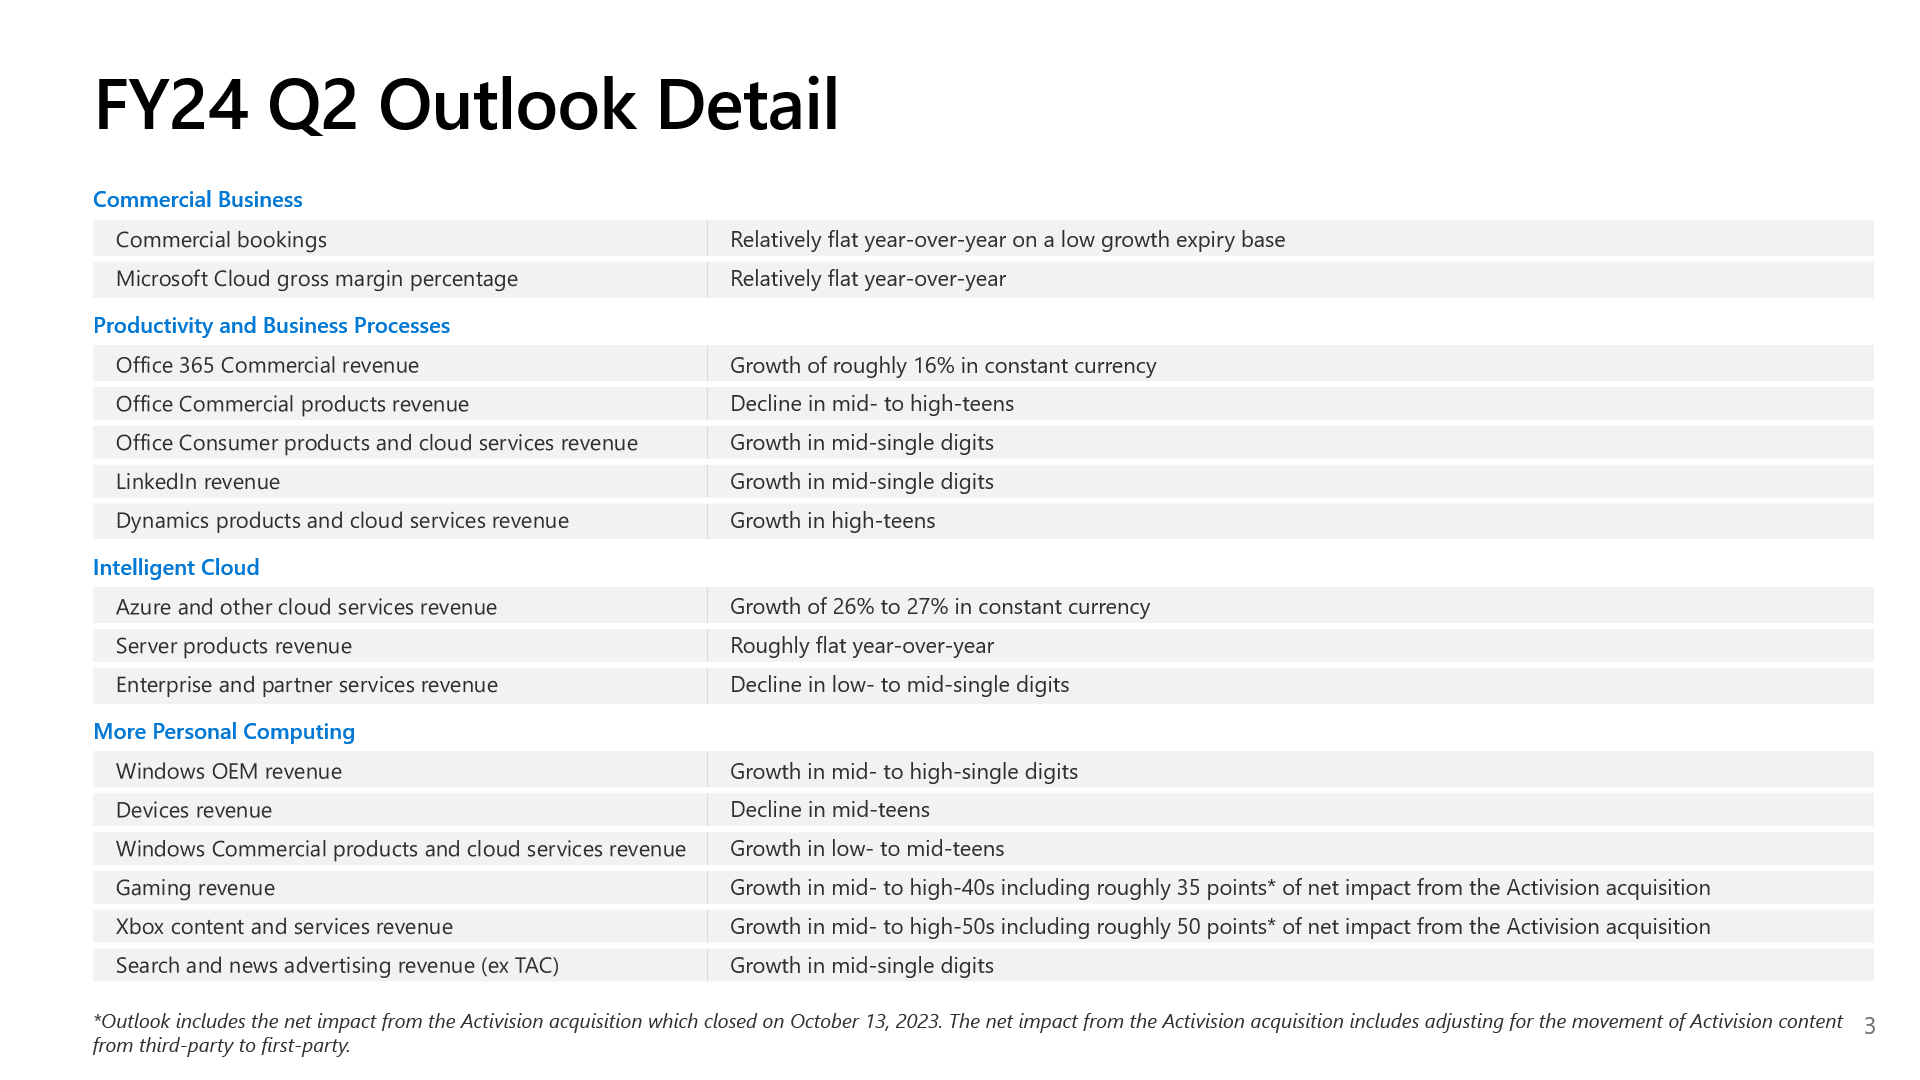 FY24 Q2 Outlook Detail
Commercial Business
Commercial bookings Relatively flat year-over-year on a low growth expiry base
Microsoft Cloud gross margin percentage Relatively flat year-over-year
Productivity and Business Processes
Office 365 Commercial revenue Growth of roughly 16% in constant currency
Office Commercial products revenue Decline in mid- to high-teens
Office Consumer products and cloud services revenue Growth in mid-single digits
LinkedIn revenue Growth in mid-single digits
Dynamics products and cloud services revenue Growth in high-teens
Intelligent Cloud
Azure and other cloud services revenue Growth of 26% to 27% in constant currency
Server products revenue Roughly flat year-over-year
Enterprise and partner services revenue Decline in low- to mid-single digits
More Personal Computing
Windows OEM revenue Growth in mid- to high-single digits
Devices revenue Decline in mid-teens
Windows Commercial products and cloud services revenue Growth in low- to mid-teens
Gaming revenue Growth in mid- to high-40s including roughly 35 points* of net impact from the Activision acquisition
Xbox content and services revenue Growth in mid- to high-50s including roughly 50 points* of net impact from the Activision acquisition
Search and news advertising revenue (ex TAC) Growth in mid-single digits
*Outlook includes the net impact from the Activision acquisition which closed on October 13, 2023. The net impact from the Activision acquisition includes adjusting for the movement of Activision content
from third-party to first-party.
3